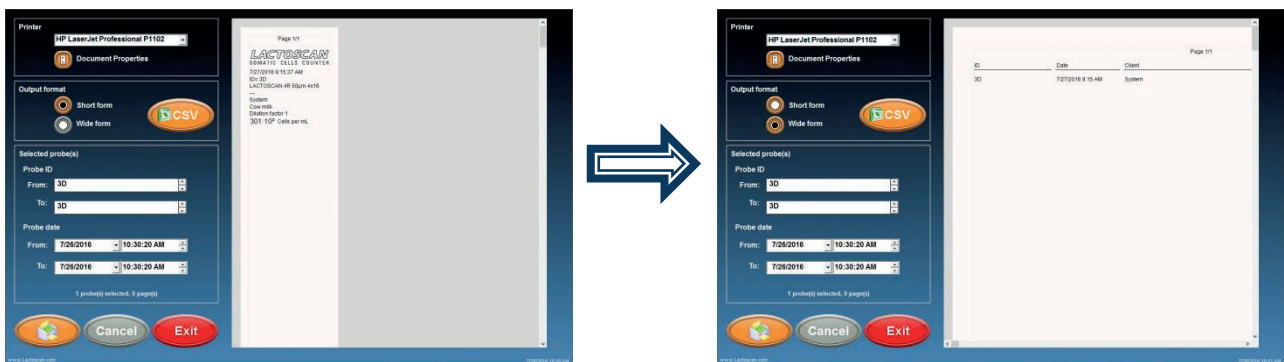 Printer
HP LaserJet Professional P1102
Document Properties
Output format
Short form
Wide form
CSV
Selected probe(s)
Probe ID
From: 3D
To: 3D
Probe date
From: 7/26/2016 10:30:20 AM
To: 7/26/2016 10:30:20 AM
1 probe(s) selected, 0 page(s)
Cancel
Exit
www.Lactoscan.com
Page 1/1
LACTOSCAN
SOMATIC CELLS COUNTER
7/27/2016 9:15:37 AM
ID= 3D
LACTOSCAN 4R 50µm 4x16
---
System
Cow milk
Dilution factor 1
301·10³ Cells per mL
Printer
HP LaserJet Professional P1102
Document Properties
Output format
Short form
Wide form
CSV
Selected probe(s)
Probe ID
From: 3D
To: 3D
Probe date
From: 7/26/2016 10:30:20 AM
To: 7/26/2016 10:30:20 AM
1 probe(s) selected, 0 page(s)
Cancel
Exit
www.Lactoscan.com
Page 1/1
ID Date Client
3D 7/27/2016 9:15 AM System